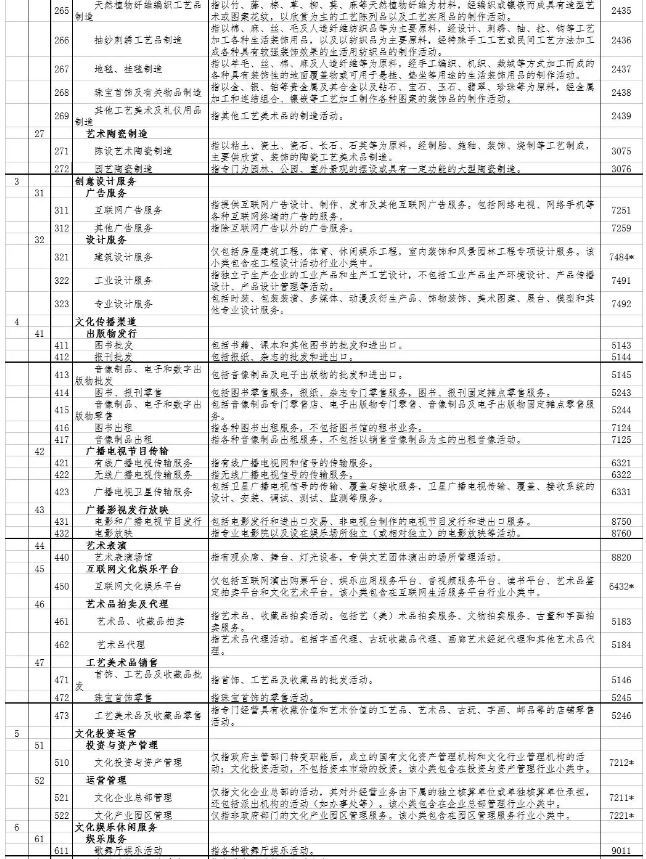 265 天然植物纤维编织工艺品制造 指以竹、藤、棕、草、柳、葵、麻等天然植物纤维为材料，经编织或镶嵌而成具有造型艺术或图案花纹，以欣赏为主的工艺陈列品以及工艺实用品的制作活动。 2435
266 抽纱刺绣工艺品制造 指以棉、麻、丝、毛及人造纤维纺织品等为主要原料，经设计、刺绣、抽、拉、钩等工艺加工各种生活装饰用品，以及以纺织品为主要原料，经特殊手工工艺或民间工艺方法加工成各种具有较强装饰效果的生活用纺织品的制作活动。 2436
267 地毯、挂毯制造 指以羊毛、丝、棉、麻及人造纤维等为原料，经手工编织、机织、栽绒等方式加工而成的各种具有装饰性的地面覆盖物或可用于悬挂、垫坐等用途的生活装饰用品的制作活动。 2437
268 珠宝首饰及有关物品制造 指以金、银、铂等贵金属及其合金以及钻石、宝石、玉石、翡翠、珍珠等为原料，经金属加工和连结组合、镶嵌等工艺加工制作各种图案的装饰品的制作活动。 2438
269 其他工艺美术及礼仪用品制造 指其他工艺美术品的制造活动。 2439
27 艺术陶瓷制造
271 陈设艺术陶瓷制造 指以粘土、瓷土、瓷石、长石、石英等为原料，经制胎、施釉、装饰、烧制等工艺制成，主要供欣赏、装饰的陶瓷工艺美术品制造。 3075
272 园艺陶瓷制造 指专门为园林、公园、室外景观的摆设或具有一定功能的大型陶瓷制造。 3076
3 创意设计服务
31 广告服务
311 互联网广告服务 指提供互联网广告设计、制作、发布及其他互联网广告服务。包括网络电视、网络手机等各种互联网终端的广告的服务。 7251
312 其他广告服务 指除互联网广告以外的广告服务。 7259
32 设计服务
321 建筑设计服务 仅包括房屋建筑工程，体育、休闲娱乐工程，室内装饰和风景园林工程专项设计服务。该小类包含在工程设计活动行业小类中。 7484*
322 工业设计服务 指独立于生产企业的工业产品和生产工艺设计，不包括工业产品生产环境设计、产品传播设计、产品设计管理等活动。 7491
323 专业设计服务 包括时装、包装装潢、多媒体、动漫及衍生产品、饰物装饰、美术图案、展台、模型和其他专业设计服务。 7492
4 文化传播渠道
41 出版物发行
411 图书批发 包括书籍、课本和其他图书的批发和进出口。 5143
412 报刊批发 包括报纸、杂志的批发和进出口。 5144
413 音像制品、电子和数字出版物批发 包括音像制品及电子出版物的批发和进出口。 5145
414 图书、报刊零售 包括图书零售服务，报纸、杂志专门零售服务，图书、报刊固定摊点零售服务。 5243
415 音像制品、电子和数字出版物零售 包括音像制品专门零售店、电子出版物专门零售、音像制品及电子出版物固定摊点零售服务。 5244
416 图书出租 指各种图书出租服务，不包括图书馆的租书业务。 7124
417 音像制品出租 指各种音像制品出租服务，不包括以销售音像制品为主的出租音像活动。 7125
42 广播电视节目传输
421 有线广播电视传输服务 指有线广播电视网和信号的传输服务。 6321
422 无线广播电视传输服务 指无线广播电视信号的传输服务。 6322
423 广播电视卫星传输服务 包括卫星广播电视信号的传输、覆盖与接收服务，卫星广播电视传输、覆盖、接收系统的设计、安装、调试、测试、监测等服务。 6331
43 广播影视发行放映
431 电影和广播电视节目发行 包括电影发行和进出口交易、非电视台制作的电视节目发行和进出口服务。 8750
432 电影放映 指专业电影院以及设在娱乐场所独立（或相对独立）的电影放映等活动。 8760
44 艺术表演
440 艺术表演场馆 指有观众席、舞台、灯光设备，专供文艺团体演出的场所管理活动。 8820
45 互联网文化娱乐平台
450 互联网文化娱乐平台 仅包括互联网演出购票平台、娱乐应用服务平台、音视频服务平台、读书平台、艺术品鉴定拍卖平台和文化艺术平台。该小类包含在互联网生活服务平台行业小类中。 6432*
46 艺术品拍卖及代理
461 艺术品、收藏品拍卖 指艺术品、收藏品拍卖活动。包括艺（美）术品拍卖服务、文物拍卖服务、古董和字画拍卖服务。 5183
462 艺术品代理 指艺术品代理活动。包括字画代理、古玩收藏品代理、画廊艺术经纪代理和其他艺术品代理。 5184
47 工艺美术品销售
471 首饰、工艺品及收藏品批发 指首饰、工艺品及收藏品的批发活动。 5146
472 珠宝首饰零售 指珠宝首饰的零售活动。 5245
473 工艺美术品及收藏品零售 指专门经营具有收藏价值和艺术价值的工艺品、艺术品、古玩、字画、邮品等的店铺零售活动。 5246
5 文化投资运营
51 投资与资产管理
510 文化投资与资产管理 仅指政府主管部门转变职能后，成立的国有文化资产管理机构和文化行业管理机构的活动；文化投资活动，不包括资本市场的投资。该小类包含在投资与资产管理行业小类中。 7212*
52 运营管理
521 文化企业总部管理 仅指文化企业总部的活动，其对外经营业务由下属的独立核算单位或单独核算单位承担，还包括派出机构的活动（如办事处等）。该小类包含在企业总部管理行业小类中。 7211*
522 文化产业园区管理 仅指非政府部门的文化产业园区管理服务。该小类包含在园区管理服务行业小类中。 7221*
6 文化娱乐休闲服务
61 娱乐服务
611 歌舞厅娱乐活动 指各种歌舞厅娱乐活动。 9011